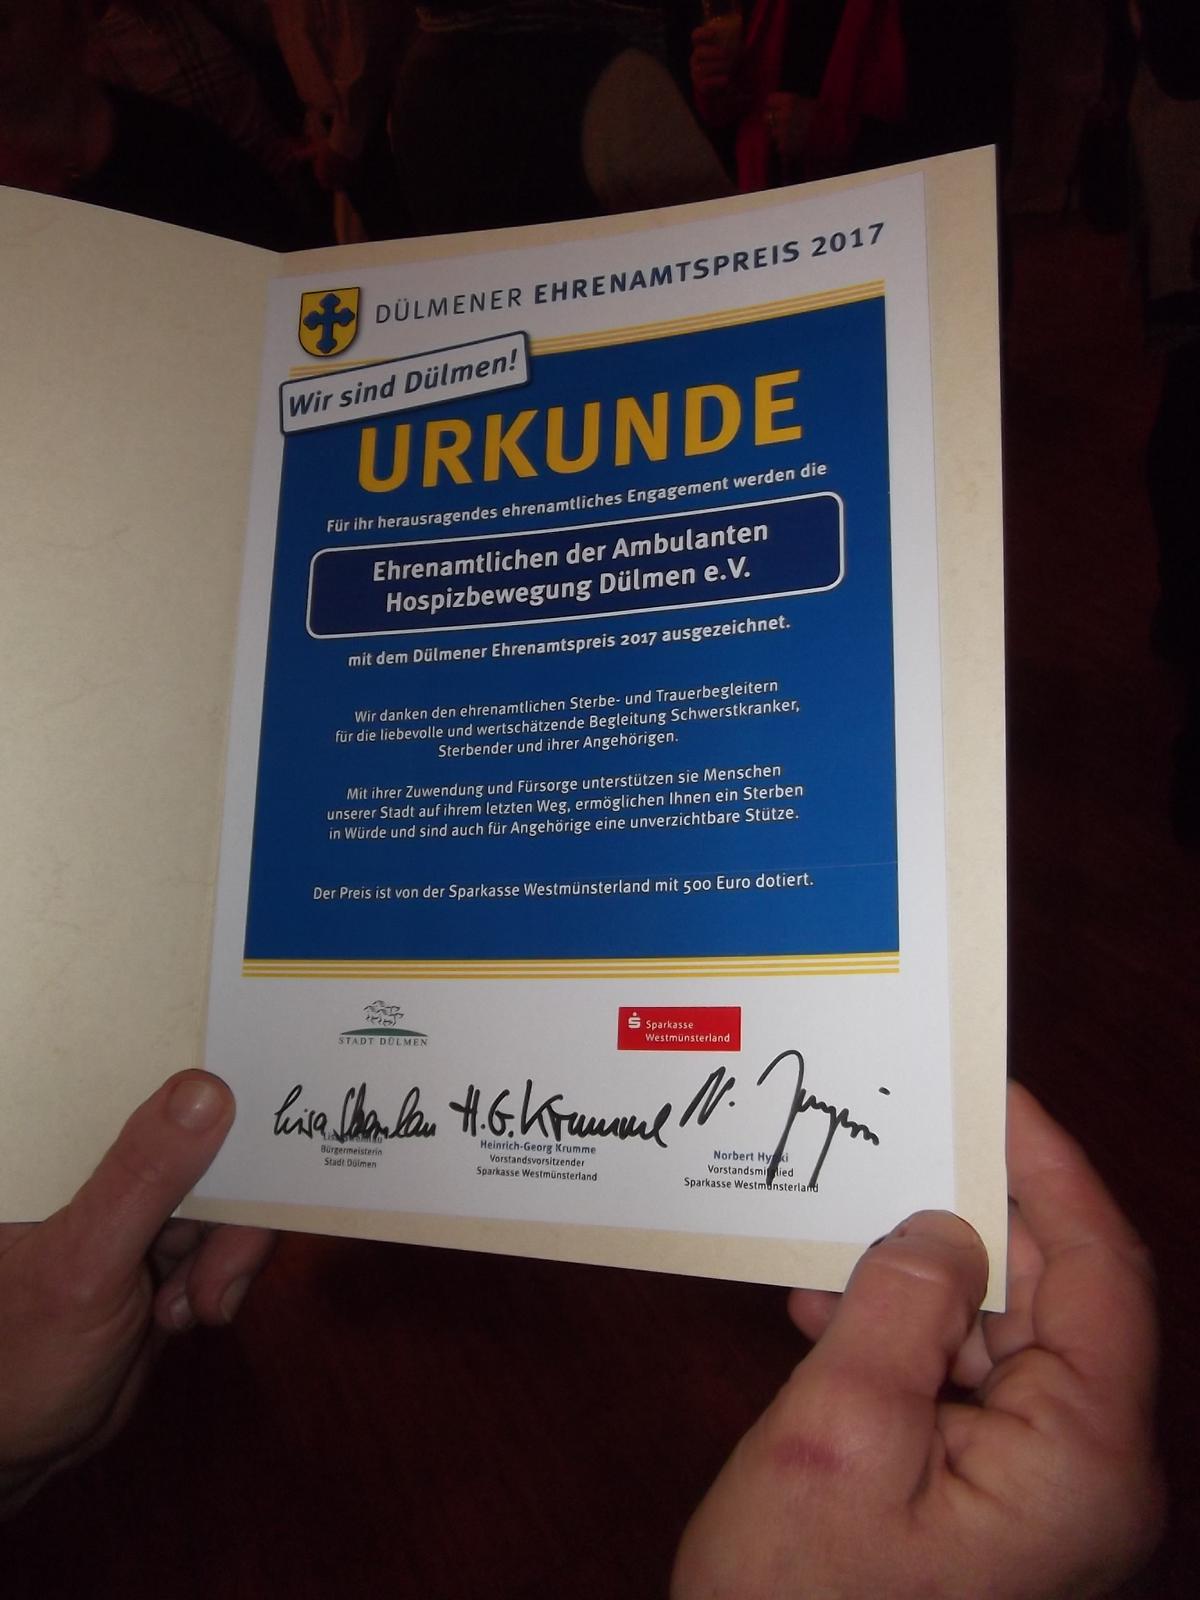 DÜLMENER EHRENAMTSPREIS 2017
Wir sind Dülmen!
URKUNDE
Für ihr herausragendes ehrenamtliches Engagement werden die
Ehrenamtlichen der Ambulanten
Hospizbewegung Dülmen e.V.
mit dem Dülmener Ehrenamtspreis 2017 ausgezeichnet.
Wir danken den ehrenamtlichen Sterbe- und Trauerbegleitern
für die liebevolle und wertschätzende Begleitung Schwerstkranker,
Sterbender und ihrer Angehörigen.
Mit ihrer Zuwendung und Fürsorge unterstützen sie Menschen
unserer Stadt auf ihrem letzten Weg, ermöglichen Ihnen ein Sterben
in Würde und sind auch für Angehörige eine unverzichtbare Stütze.
Der Preis ist von der Sparkasse Westmünsterland mit 500 Euro dotiert.
STADT DÜLMEN
Sparkasse
Westmünsterland
Lisa
H.G. Krumme
N.
Lisa
Bürgermeisterin
Stadt Dülmen
Heinrich-Georg Krumme
Vorstandsvorsitzender
Sparkasse Westmünsterland
Norbert
Vorstandsmitglied
Sparkasse Westmünsterland